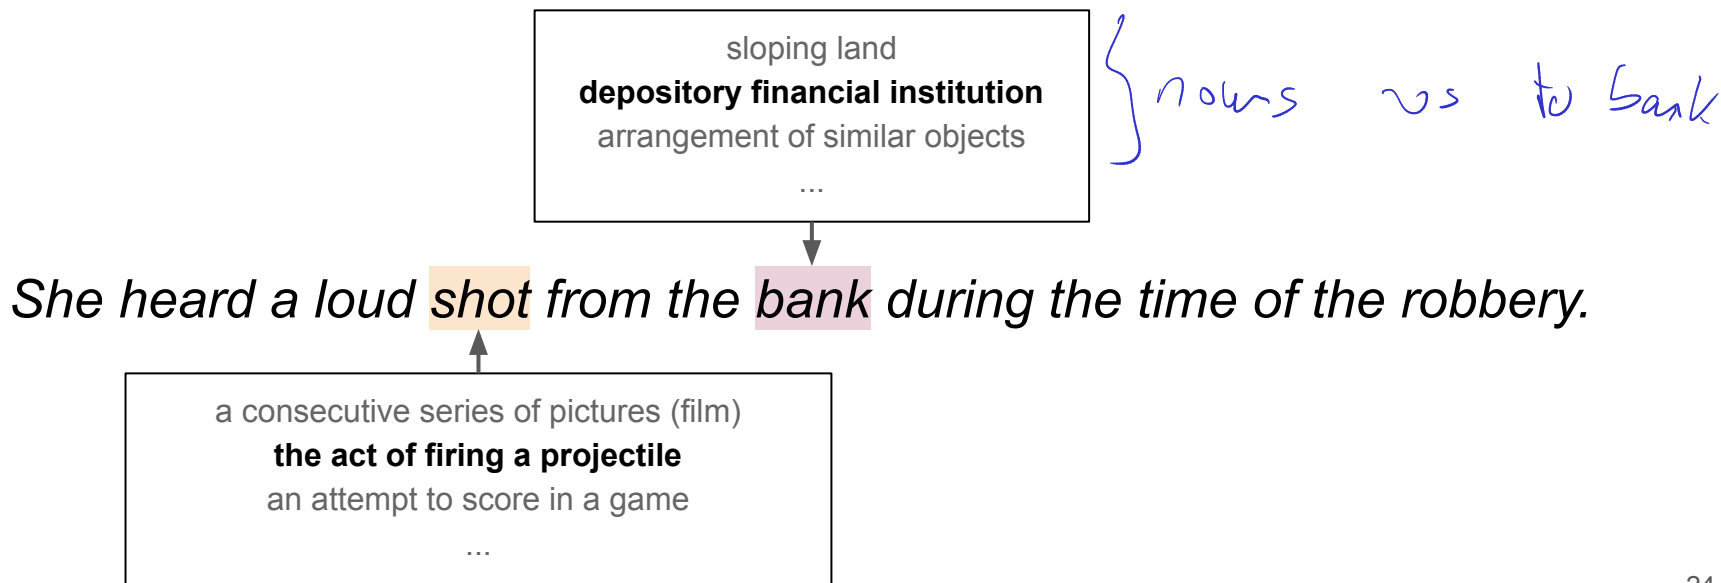 sloping land
depository financial institution
arrangement of similar objects
...
nouns vs to bank
She heard a loud shot from the bank during the time of the robbery.
a consecutive series of pictures (film)
the act of firing a projectile
an attempt to score in a game
...